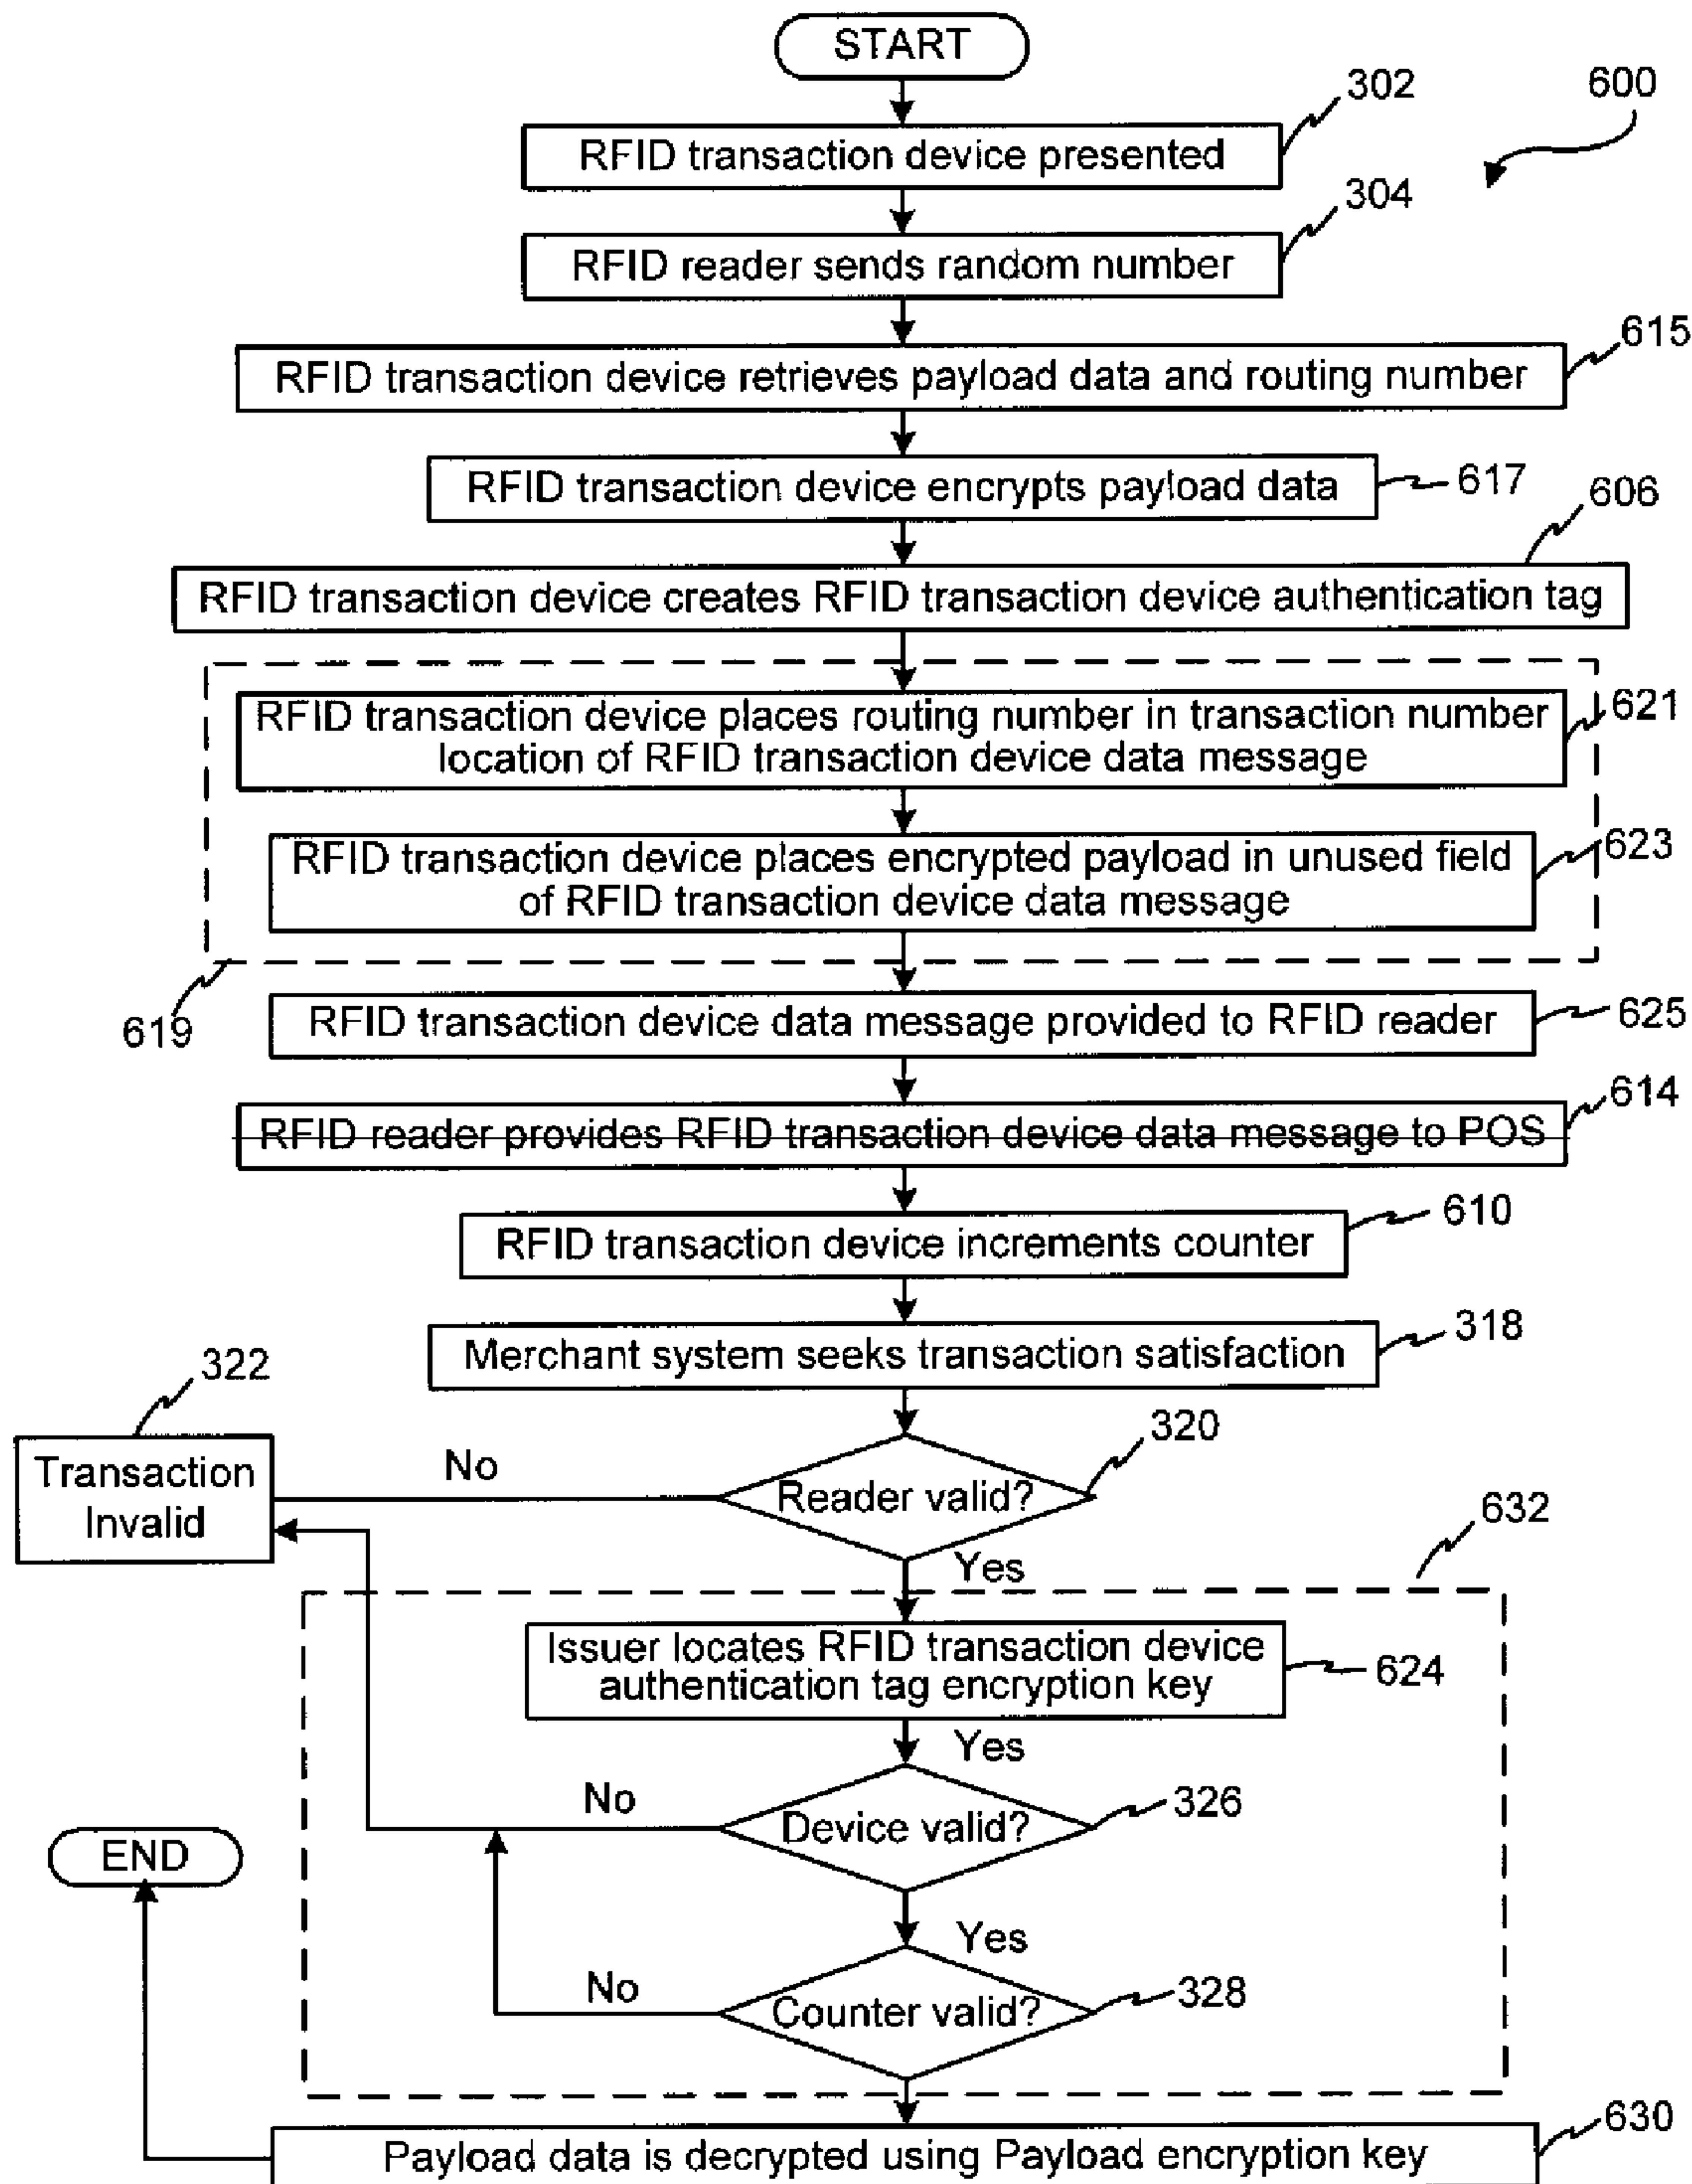 START
302
600
RFID transaction device presented
304
RFID reader sends random number
615
RFID transaction device retrieves payload data and routing number
RFID transaction device encrypts payload data
617
606
RFID transaction device creates RFID transaction device authentication tag
RFID transaction device places routing number in transaction number
location of RFID transaction device data message
621
RFID transaction device places encrypted payload in unused field
of RFID transaction device data message
623
619
RFID transaction device data message provided to RFID reader
625
614
RFID reader provides RFID transaction device data message to POS
610
RFID transaction device increments counter
318
Merchant system seeks transaction satisfaction
322
320
Transaction
Invalid
No
Reader valid?
632
Yes
Issuer locates RFID transaction device
authentication tag encryption key
624
Yes
No
Device valid?
326
END
Yes
No
Counter valid?
328
630
Payload data is decrypted using Payload encryption key